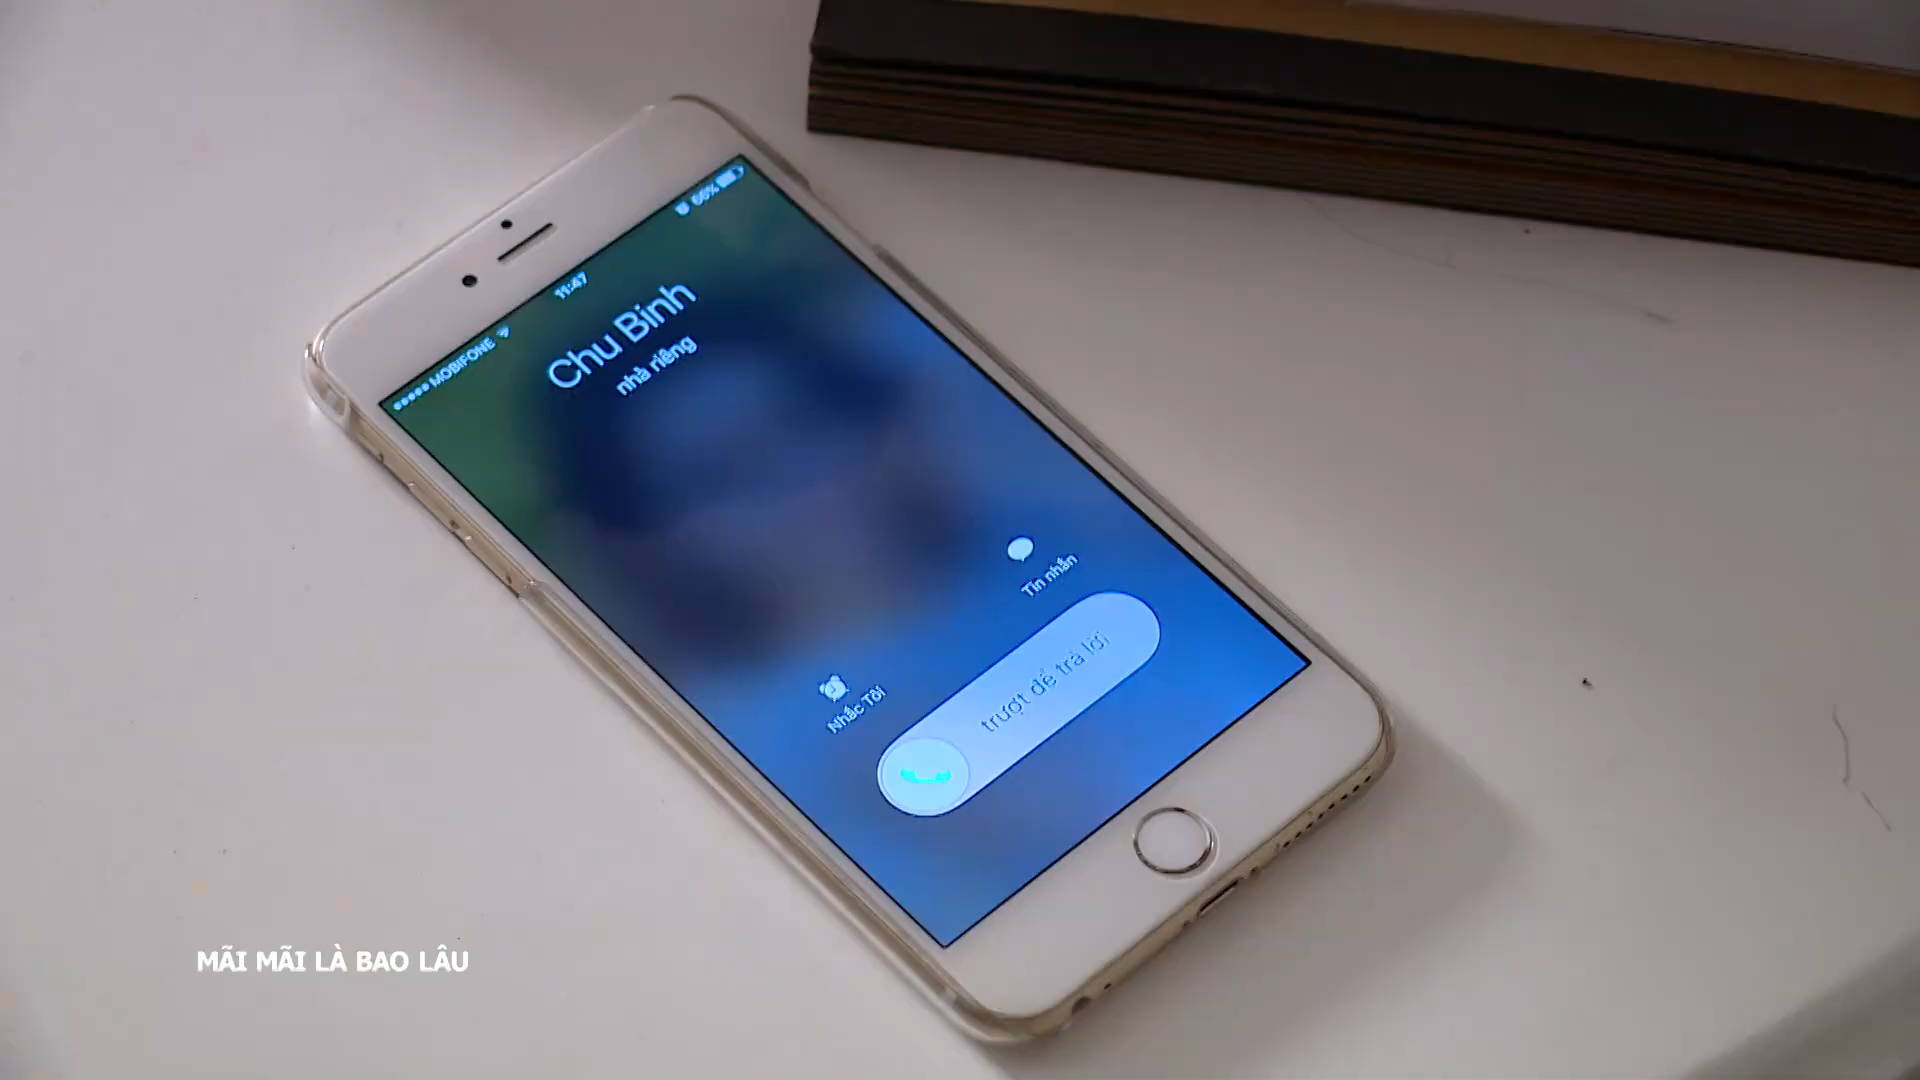 MOBIFONE
11:47
66%
Chu Binh
nhà riêng
Nhắc Tôi
Tin nhắn
trượt để trả lời
MÃI MÃI LÀ BAO LÂU